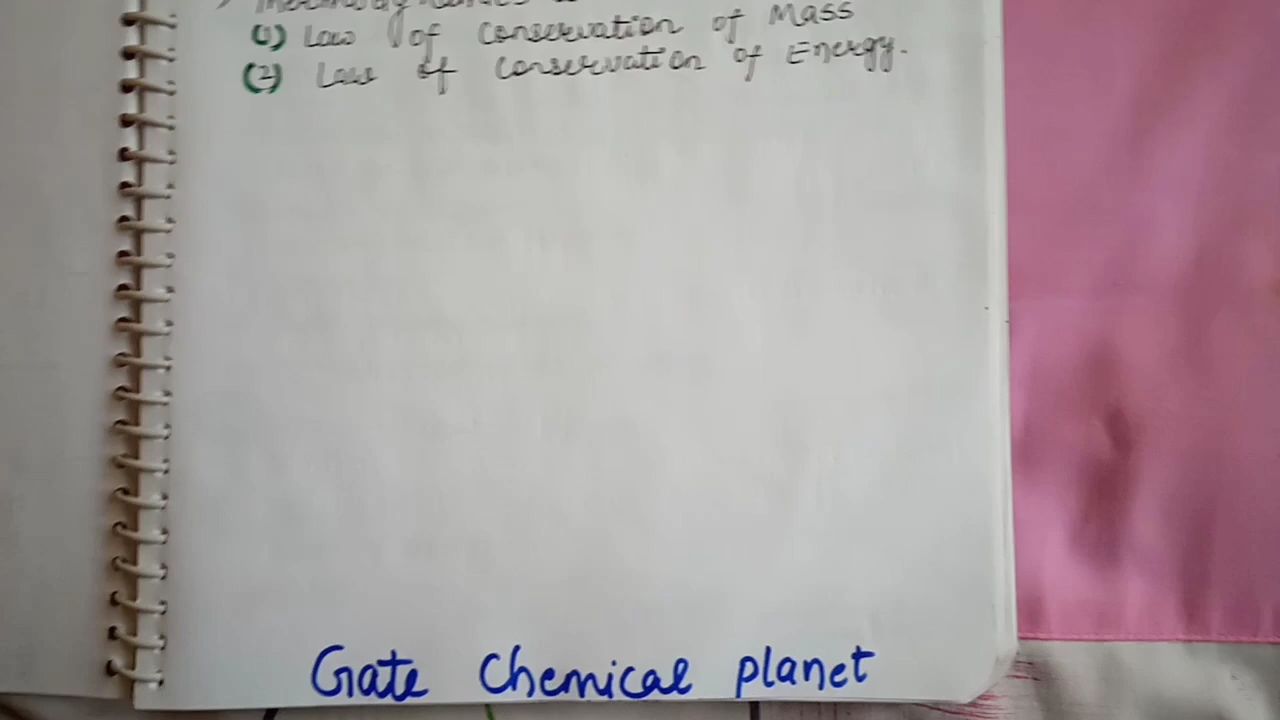 (1) Law of conservation of Mass
(2) Law of conservation of Energy.
Gate Chemical planet